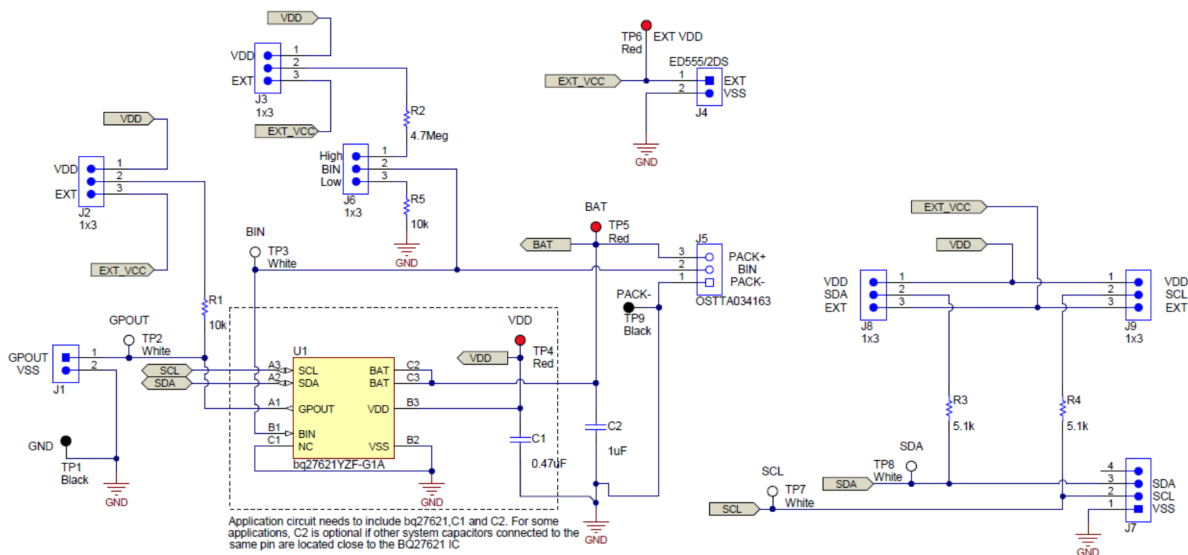 VDD
VDD
1
2
EXT
3
J3
1x3
EXT_VCC
R2
4.7Meg
High
1
BIN
2
Low
3
J6
1x3
R5
10k
GND
TP6
Red
EXT VDD
ED555/2DS
EXT_VCC
1
EXT
2
VSS
J4
GND
VDD
VDD
1
2
EXT
3
J2
1x3
EXT_VCC
R1
10k
BIN
TP3
White
GPOUT
TP2
White
GPOUT
1
VSS
2
J1
SCL
SDA
GND
TP1
Black
GND
U1
A3
SCL
A2
SDA
A1
GPOUT
B1
BIN
C1
NC
BAT
C2
BAT
C3
VDD
B3
VSS
B2
bq27621YZF-G1A
GND
VDD
VDD
TP4
Red
C1
0.47uF
BAT
BAT
TP5
Red
J5
3
PACK+
2
BIN
1
PACK-
OSTTA034163
PACK-
TP9
Black
C2
1uF
GND
Application circuit needs to include bq27621,C1 and C2. For some
applications, C2 is optional if other system capacitors connected to the
same pin are located close to the BQ27621 IC
EXT_VCC
VDD
VDD
1
SDA
2
EXT
3
J8
1x3
1
VDD
2
SCL
3
EXT
J9
1x3
R3
5.1k
R4
5.1k
SDA
TP8
White
SDA
SCL
TP7
White
SCL
4
3
SDA
2
SCL
1
VSS
J7
GND